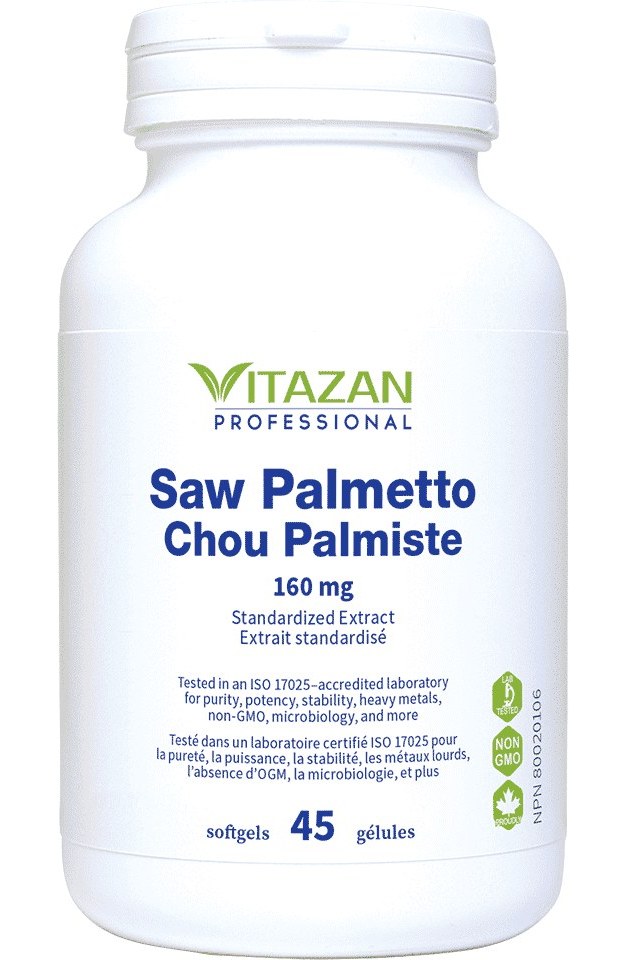 VITAZAN
PROFESSIONAL
Saw Palmetto
Chou Palmiste
160 mg
Standardized Extract
Extrait standardisé
Tested in an ISO 17025–accredited laboratory
for purity, potency, stability, heavy metals,
non-GMO, microbiology, and more
Testé dans un laboratoire certifié ISO 17025 pour
la pureté, la puissance, la stabilité, les métaux lourds,
l’absence d’OGM, la microbiologie, et plus
softgels 45 gélules
LAB
TESTED
NON
GMO
PROUDLY
NPN 80020106